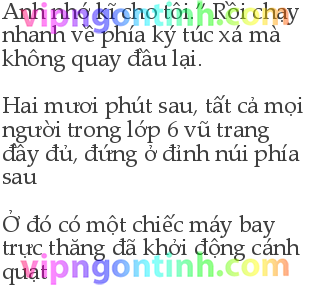 Anh nhớ kĩ cho tôi.” Rồi chạy
nhanh về phía ký túc xá mà
không quay đầu lại.
Hai mươi phút sau, tất cả mọi
người trong lớp 6 vũ trang
đầy đủ, đứng ở đỉnh núi phía
sau
Ở đó có một chiếc máy bay
trực thăng đã khởi động cánh
quạt
vipngontinh.com
vipngontinh.com